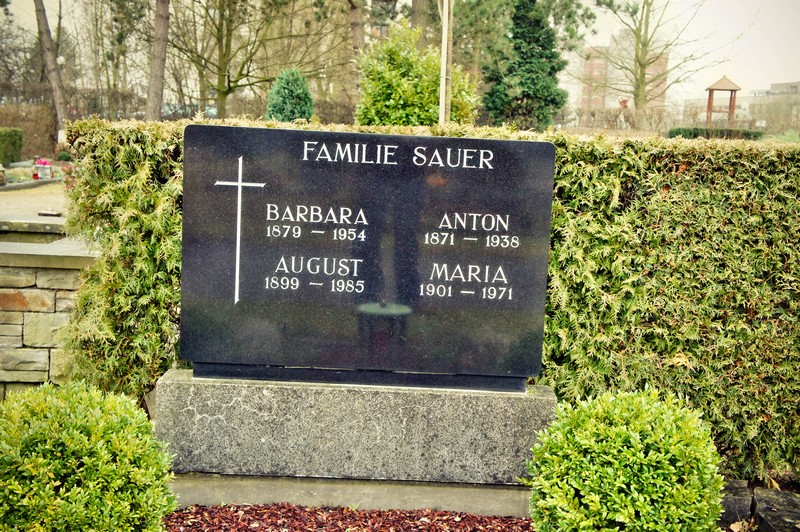 FAMILIE SAUER
BARBARA ANTON
1879 — 1954 1871 — 1938
AUGUST MARIA
1899 — 1985 1901 — 1971